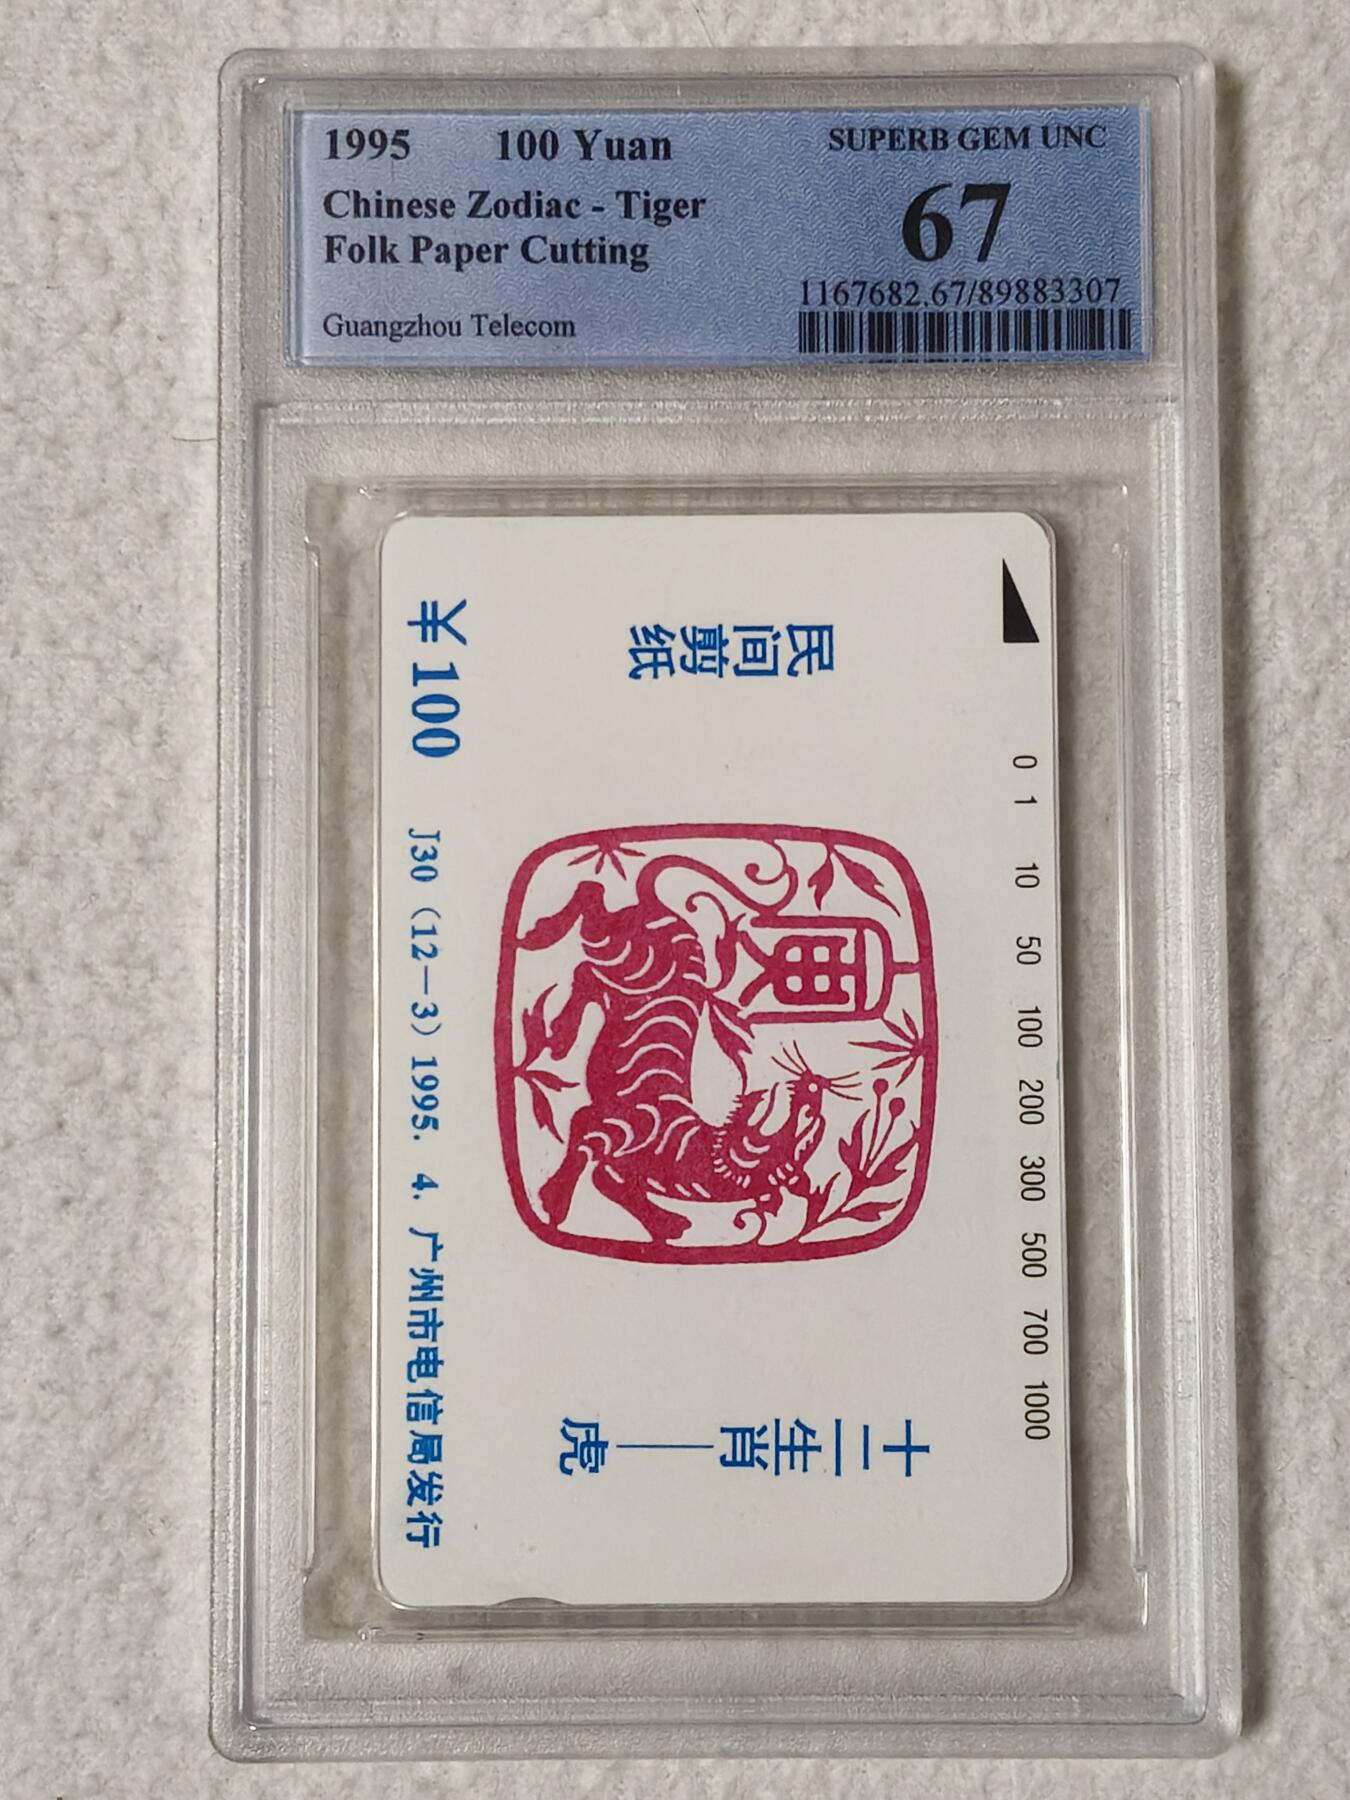 1995 100 Yuan
Chinese Zodiac - Tiger
Folk Paper Cutting
Guangzhou Telecom
SUPERB GEM UNC
67
1167682.67/89883307
0 1 10 50 100 200 300 500 700 1000
民间剪纸
十二生肖——虎
寅
￥100 J30（12—3）1995. 4. 广州市电信局发行